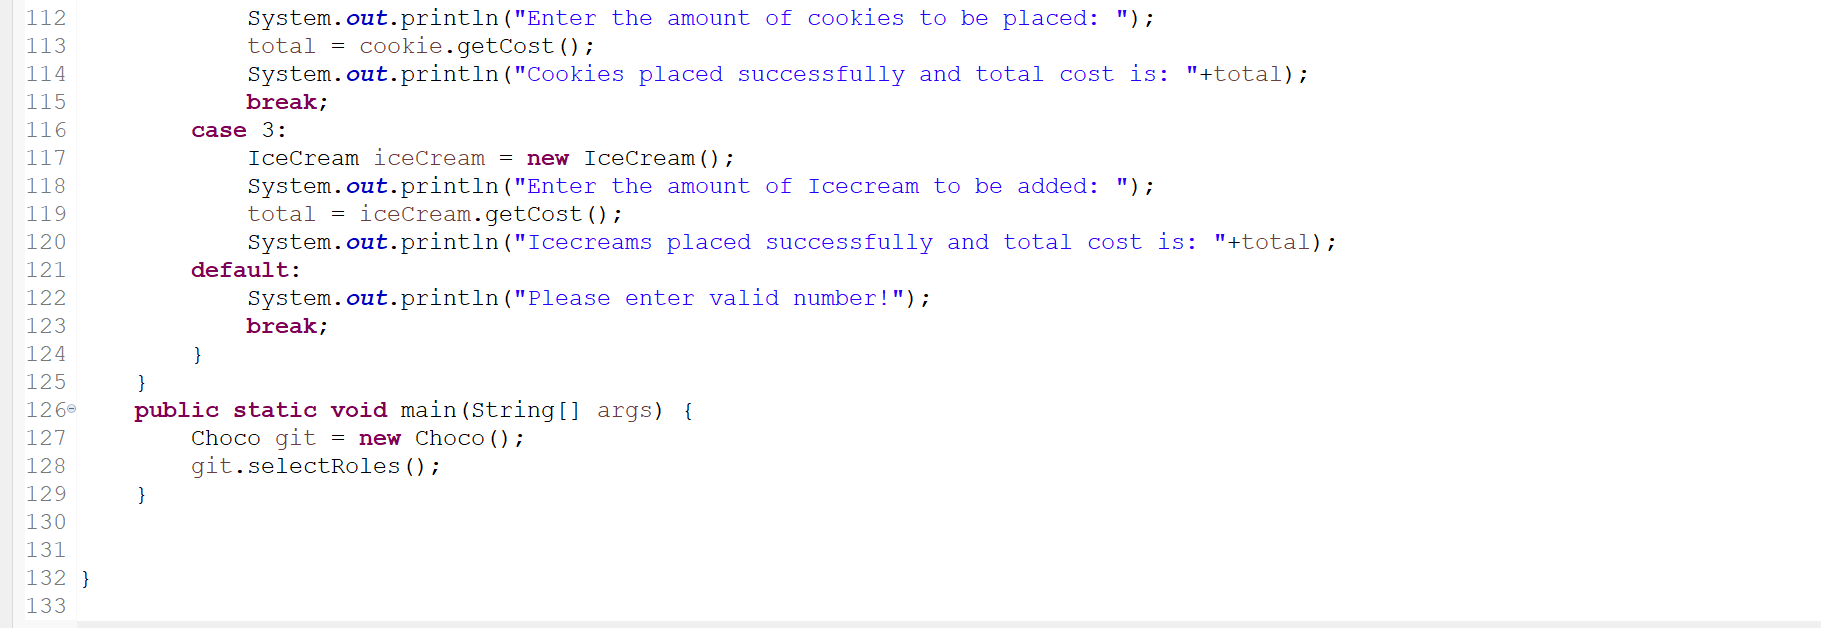 112            System.out.println("Enter the amount of cookies to be placed: ");
113            total = cookie.getCost();
114            System.out.println("Cookies placed successfully and total cost is: "+total);
115            break;
116        case 3:
117            IceCream iceCream = new IceCream();
118            System.out.println("Enter the amount of Icecream to be added: ");
119            total = iceCream.getCost();
120            System.out.println("Icecreams placed successfully and total cost is: "+total);
121        default:
122            System.out.println("Please enter valid number!");
123            break;
124        }
125    }
126    public static void main(String[] args) {
127        Choco git = new Choco();
128        git.selectRoles();
129    }
130
131
132 }
133